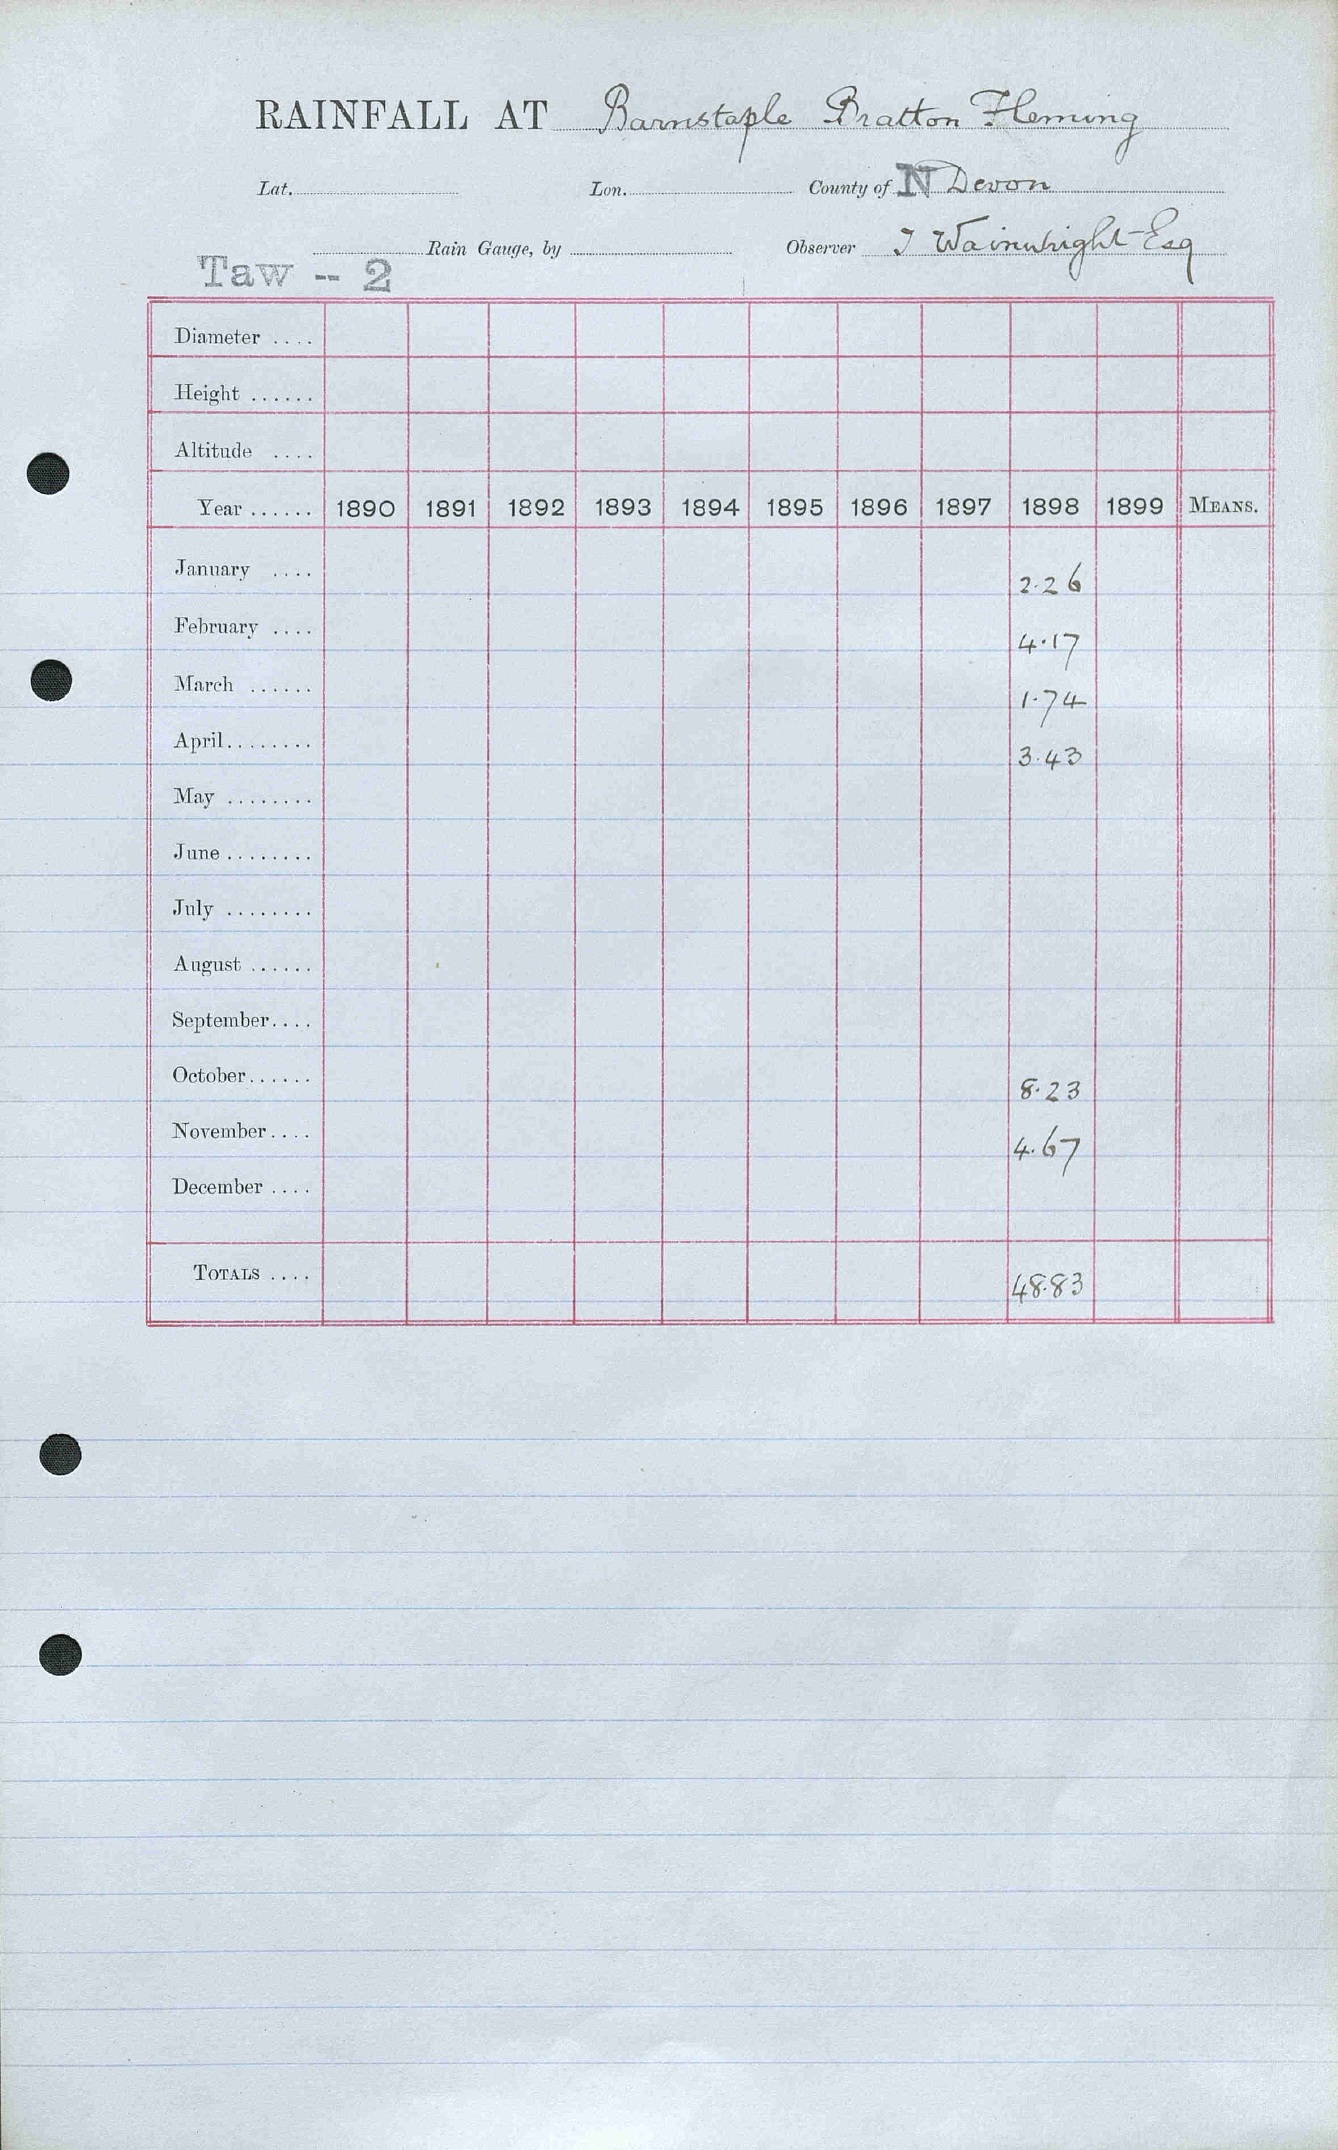 RAINFALL AT Barnstaple Bratton Fleming
Lat. Lon. County of N Devon
Rain Gauge, by Observer J Wainwright Esq
Taw -- 2
Diameter ....
Height ......
Altitude ....
Year ...... 1890 1891 1892 1893 1894 1895 1896 1897 1898 1899 MEANS.
January .... 2.26
February .... 4.17
March ...... 1.74
April........ 3.43
May ........
June ........
July ........
August ......
September....
October...... 8.23
November.... 4.67
December ....
TOTALS .... 48.83